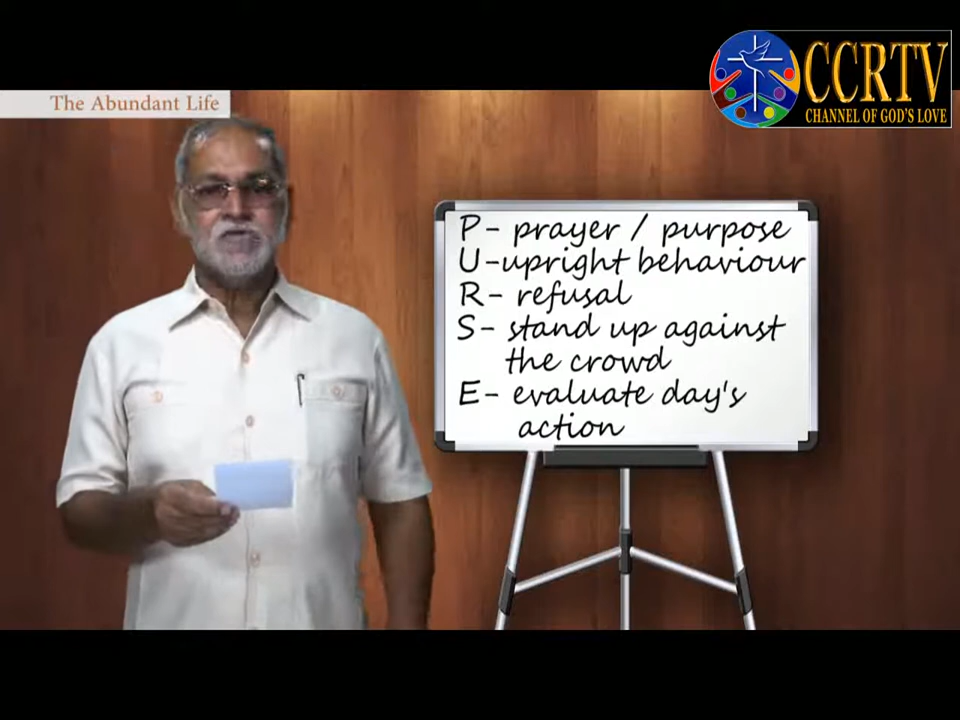 CCRTV
CHANNEL OF GOD'S LOVE
The Abundant Life
P- prayer / purpose
U-upright behaviour
R- refusal
S- stand up against
the crowd
E- evaluate day's
action